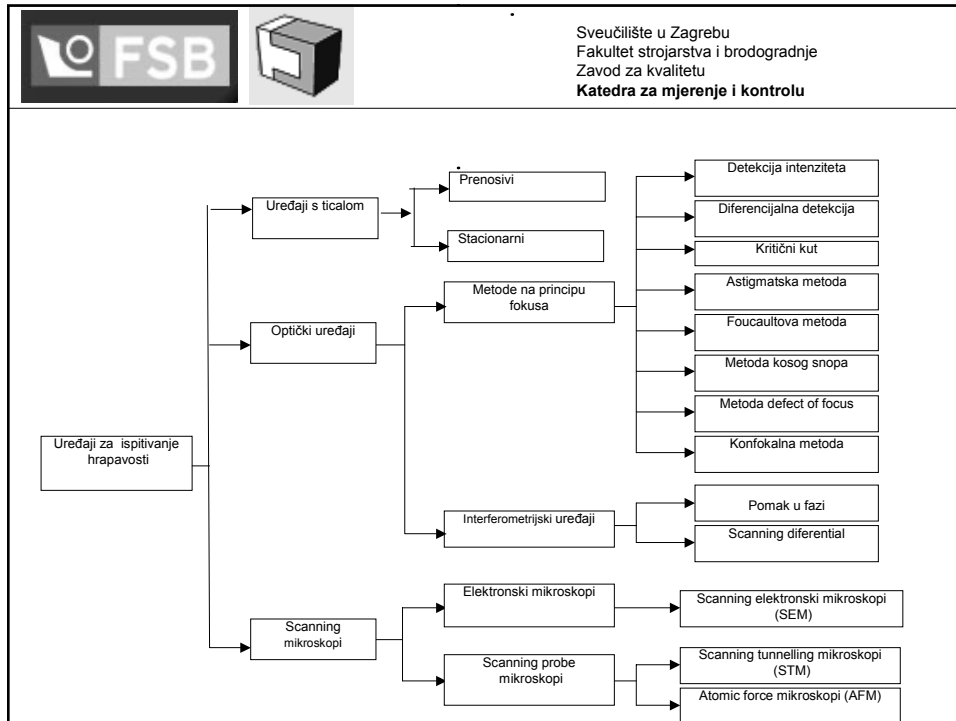 FSB
Sveučilište u Zagrebu
Fakultet strojarstva i brodogradnje
Zavod za kvalitetu
Katedra za mjerenje i kontrolu
Uređaji za ispitivanje
hrapavosti
Uređaji s ticalom
Prenosivi
Stacionarni
Optički uređaji
Metode na principu
fokusa
Detekcija intenziteta
Diferencijalna detekcija
Kritični kut
Astigmatska metoda
Foucaultova metoda
Metoda kosog snopa
Metoda defect of focus
Konfokalna metoda
Interferometrijski uređaji
Pomak u fazi
Scanning diferential
Scanning
mikroskopi
Elektronski mikroskopi
Scanning elektronski mikroskopi
(SEM)
Scanning probe
mikroskopi
Scanning tunnelling mikroskopi
(STM)
Atomic force mikroskopi (AFM)